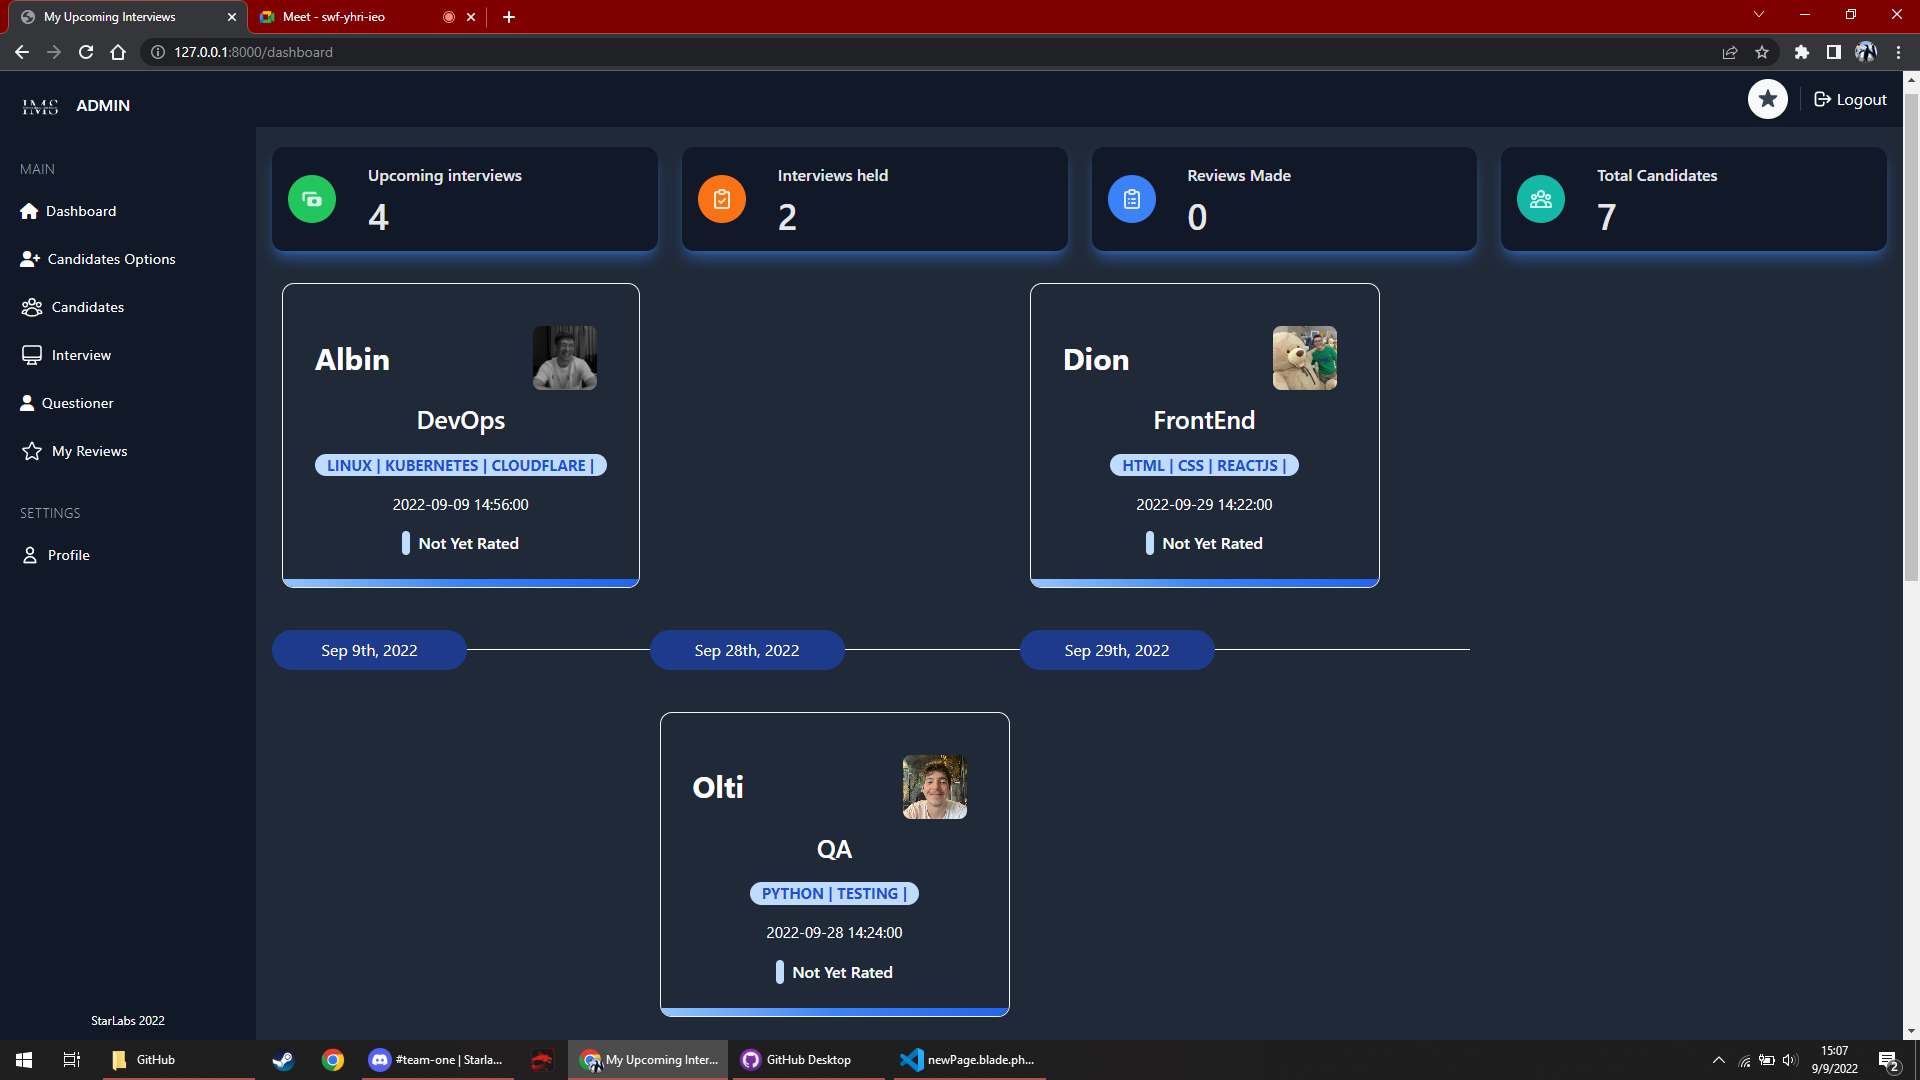 My Upcoming Interviews
Meet - swf-yhri-ieo
127.0.0.1:8000/dashboard
IMS ADMIN
Logout
MAIN
Dashboard
Candidates Options
Candidates
Interview
Questioner
My Reviews
SETTINGS
Profile
StarLabs 2022
Upcoming interviews
4
Interviews held
2
Reviews Made
0
Total Candidates
7
Albin
DevOps
LINUX | KUBERNETES | CLOUDFLARE |
2022-09-09 14:56:00
Not Yet Rated
Dion
FrontEnd
HTML | CSS | REACTJS |
2022-09-29 14:22:00
Not Yet Rated
Sep 9th, 2022
Sep 28th, 2022
Sep 29th, 2022
Olti
QA
PYTHON | TESTING |
2022-09-28 14:24:00
Not Yet Rated
GitHub
#team-one | Starla...
My Upcoming Inter...
GitHub Desktop
newPage.blade.ph...
15:07
9/9/2022
2